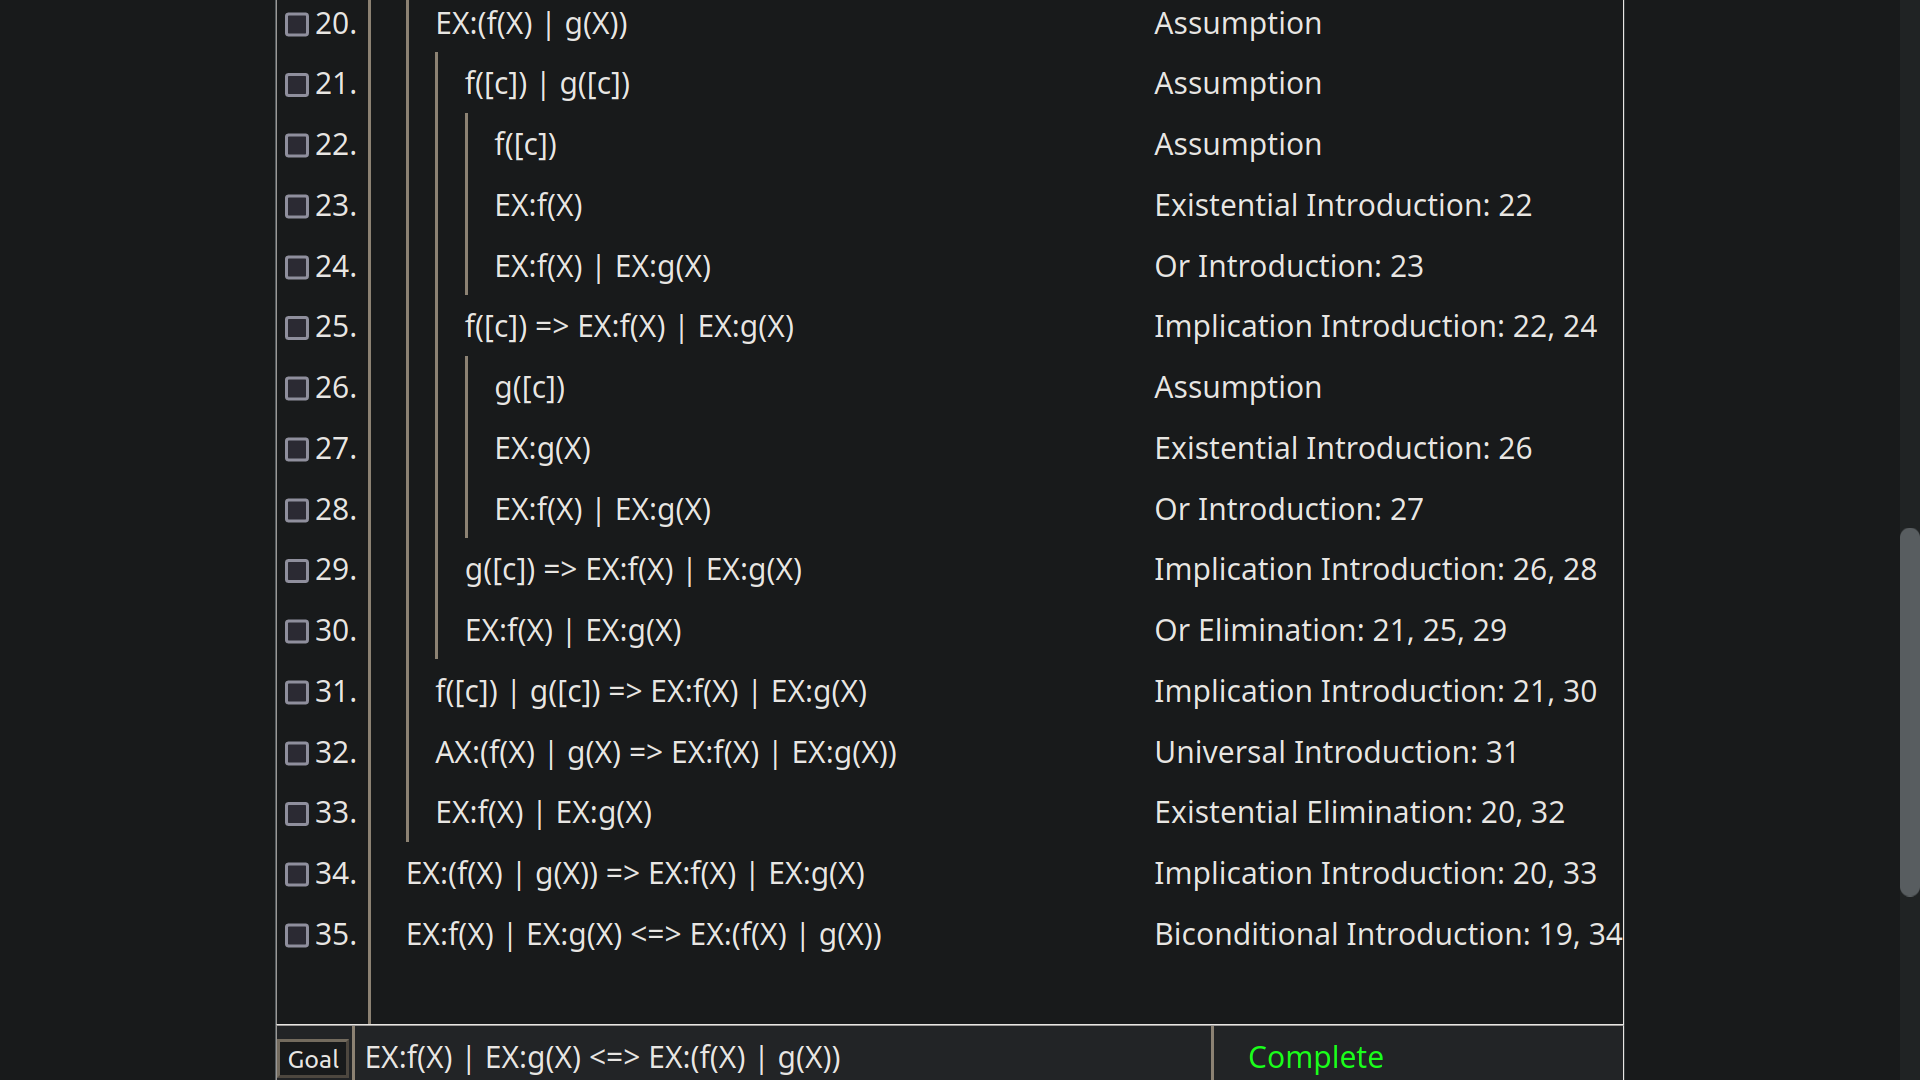 20. EX:(f(X) | g(X)) Assumption
21. f([c]) | g([c]) Assumption
22. f([c]) Assumption
23. EX:f(X) Existential Introduction: 22
24. EX:f(X) | EX:g(X) Or Introduction: 23
25. f([c]) => EX:f(X) | EX:g(X) Implication Introduction: 22, 24
26. g([c]) Assumption
27. EX:g(X) Existential Introduction: 26
28. EX:f(X) | EX:g(X) Or Introduction: 27
29. g([c]) => EX:f(X) | EX:g(X) Implication Introduction: 26, 28
30. EX:f(X) | EX:g(X) Or Elimination: 21, 25, 29
31. f([c]) | g([c]) => EX:f(X) | EX:g(X) Implication Introduction: 21, 30
32. AX:(f(X) | g(X) => EX:f(X) | EX:g(X)) Universal Introduction: 31
33. EX:f(X) | EX:g(X) Existential Elimination: 20, 32
34. EX:(f(X) | g(X)) => EX:f(X) | EX:g(X) Implication Introduction: 20, 33
35. EX:f(X) | EX:g(X) <=> EX:(f(X) | g(X)) Biconditional Introduction: 19, 34
Goal EX:f(X) | EX:g(X) <=> EX:(f(X) | g(X)) Complete